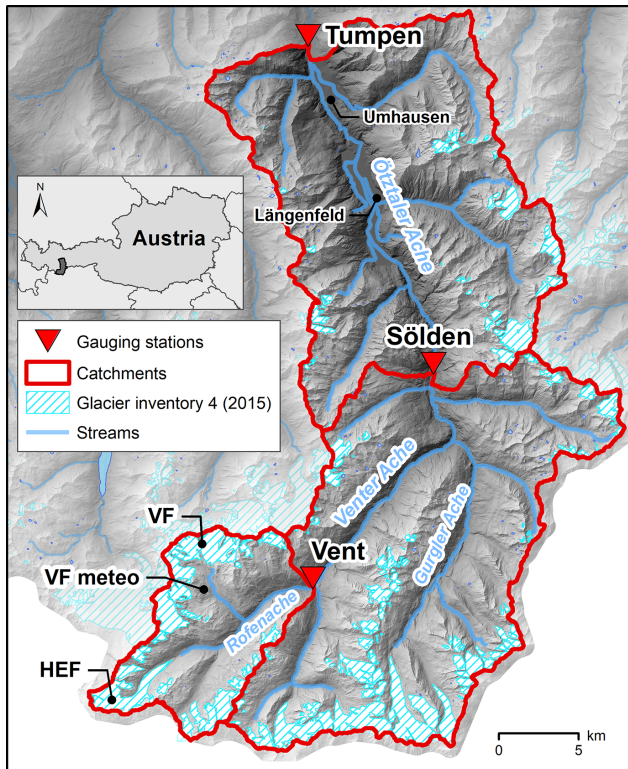 Tumpen
Umhausen
Ötztaler Ache
Längenfeld
N
Austria
Sölden
Gauging stations
Catchments
Glacier inventory 4 (2015)
Streams
Venter Ache
Gurgler Ache
VF
Vent
VF meteo
Rofenache
HEF
km
0 5